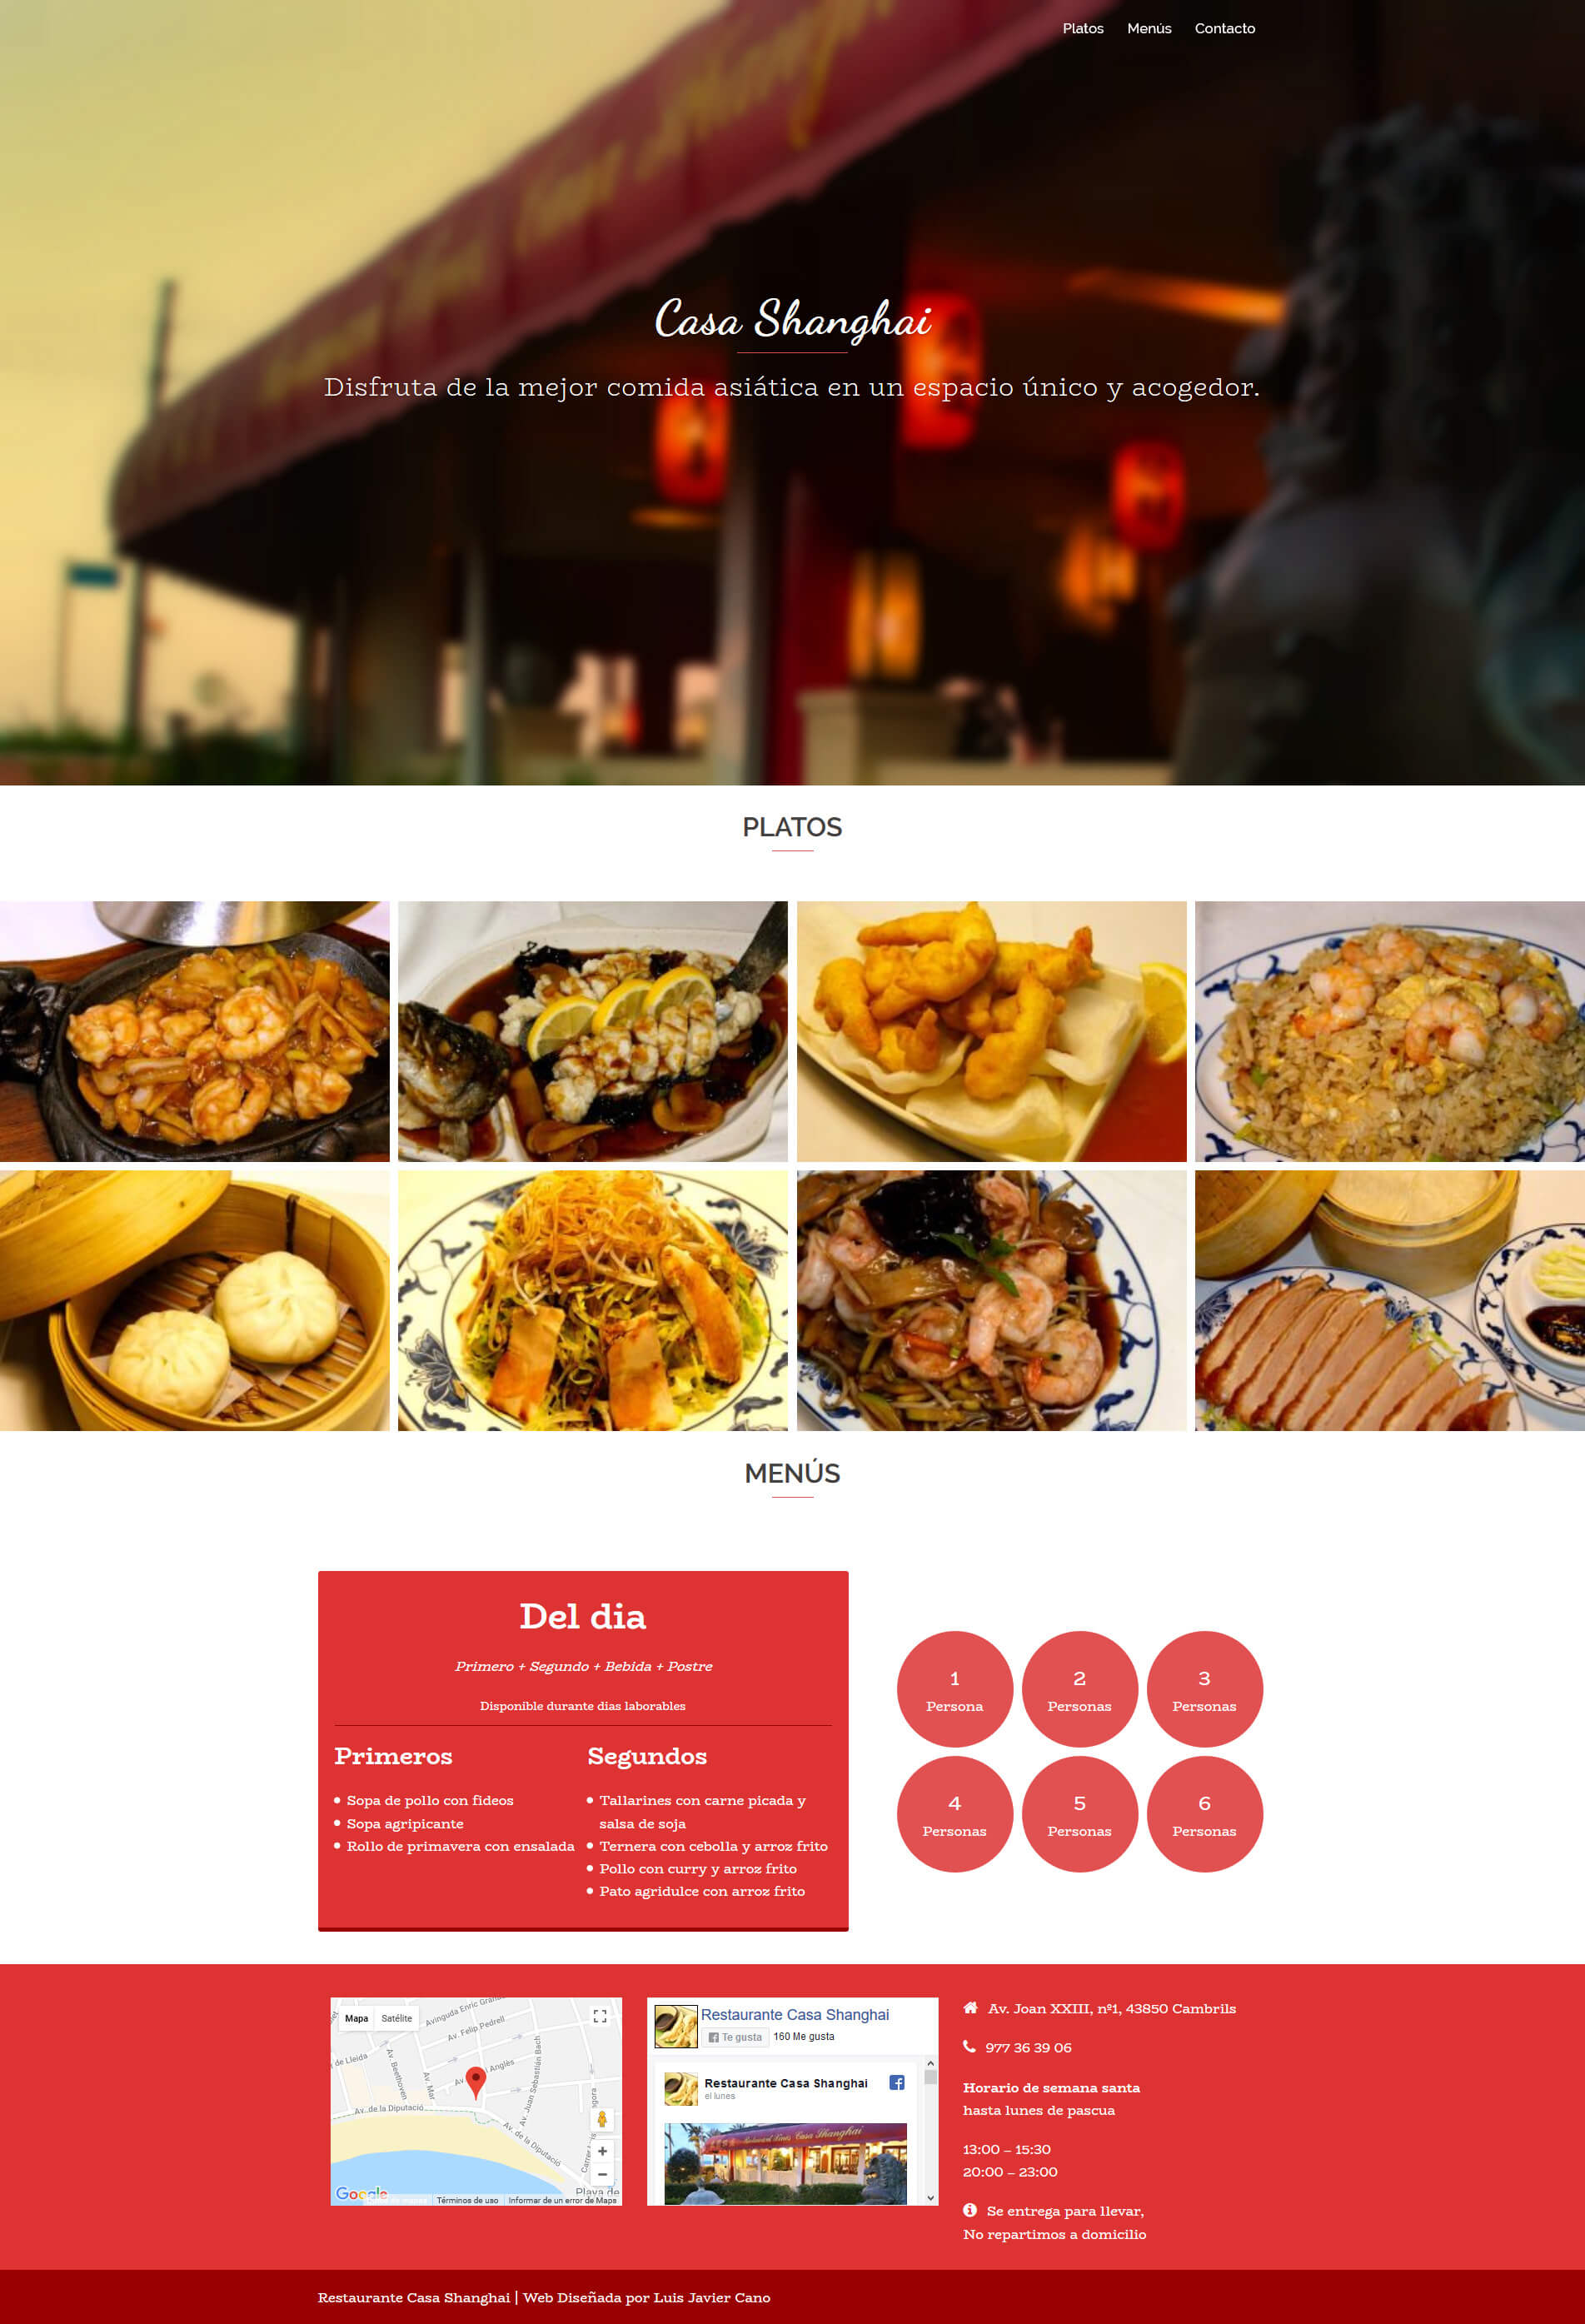 Platos Menús Contacto
Casa Shanghai
Disfruta de la mejor comida asiática en un espacio único y acogedor.
PLATOS
MENÚS
Del dia
Primero + Segundo + Bebida + Postre
Disponible durante dias laborables
Primeros
Sopa de pollo con fideos
Sopa agripicante
Rollo de primavera con ensalada
Segundos
Tallarines con carne picada y
salsa de soja
Ternera con cebolla y arroz frito
Pollo con curry y arroz frito
Pato agridulce con arroz frito
1
Persona
2
Personas
3
Personas
4
Personas
5
Personas
6
Personas
Mapa Satélite
Avinguda Enric
Av. Felip Pedrell
de Lleida
Av. Beethoven
Av. Mar
Anglès
Av. Juan Sebastián Bach
Av. de la Diputació
Av. de la Diputació
Playa de
Google
Términos de uso Informar de un error de Maps
Restaurante Casa Shanghai
Te gusta 160 Me gusta
Restaurante Casa Shanghai
el lunes
Casa Shanghai
Av. Joan XXIII, nº1, 43850 Cambrils
977 36 39 06
Horario de semana santa
hasta lunes de pascua
13:00 – 15:30
20:00 – 23:00
Se entrega para llevar,
No repartimos a domicilio
Restaurante Casa Shanghai | Web Diseñada por Luis Javier Cano